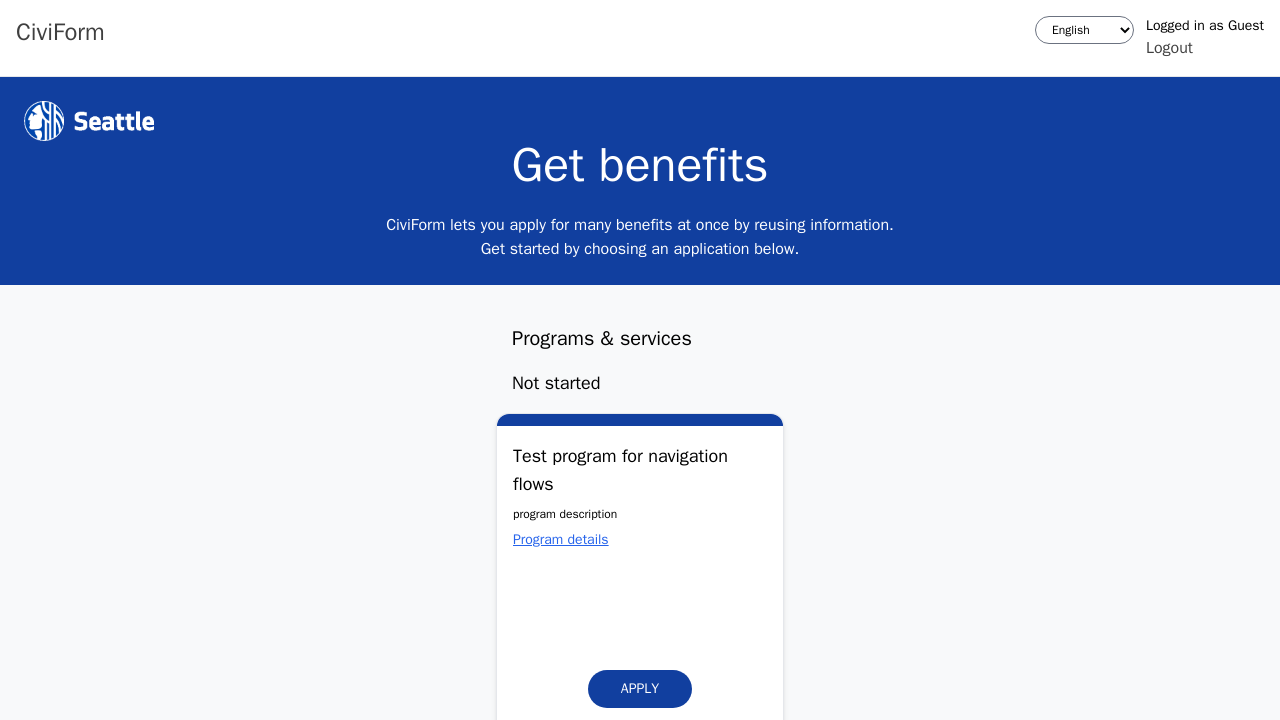 CiviForm
English
Logged in as Guest
Logout
Seattle
Get benefits
CiviForm lets you apply for many benefits at once by reusing information.
Get started by choosing an application below.
Programs & services
Not started
Test program for navigation
flows
program description
Program details
APPLY